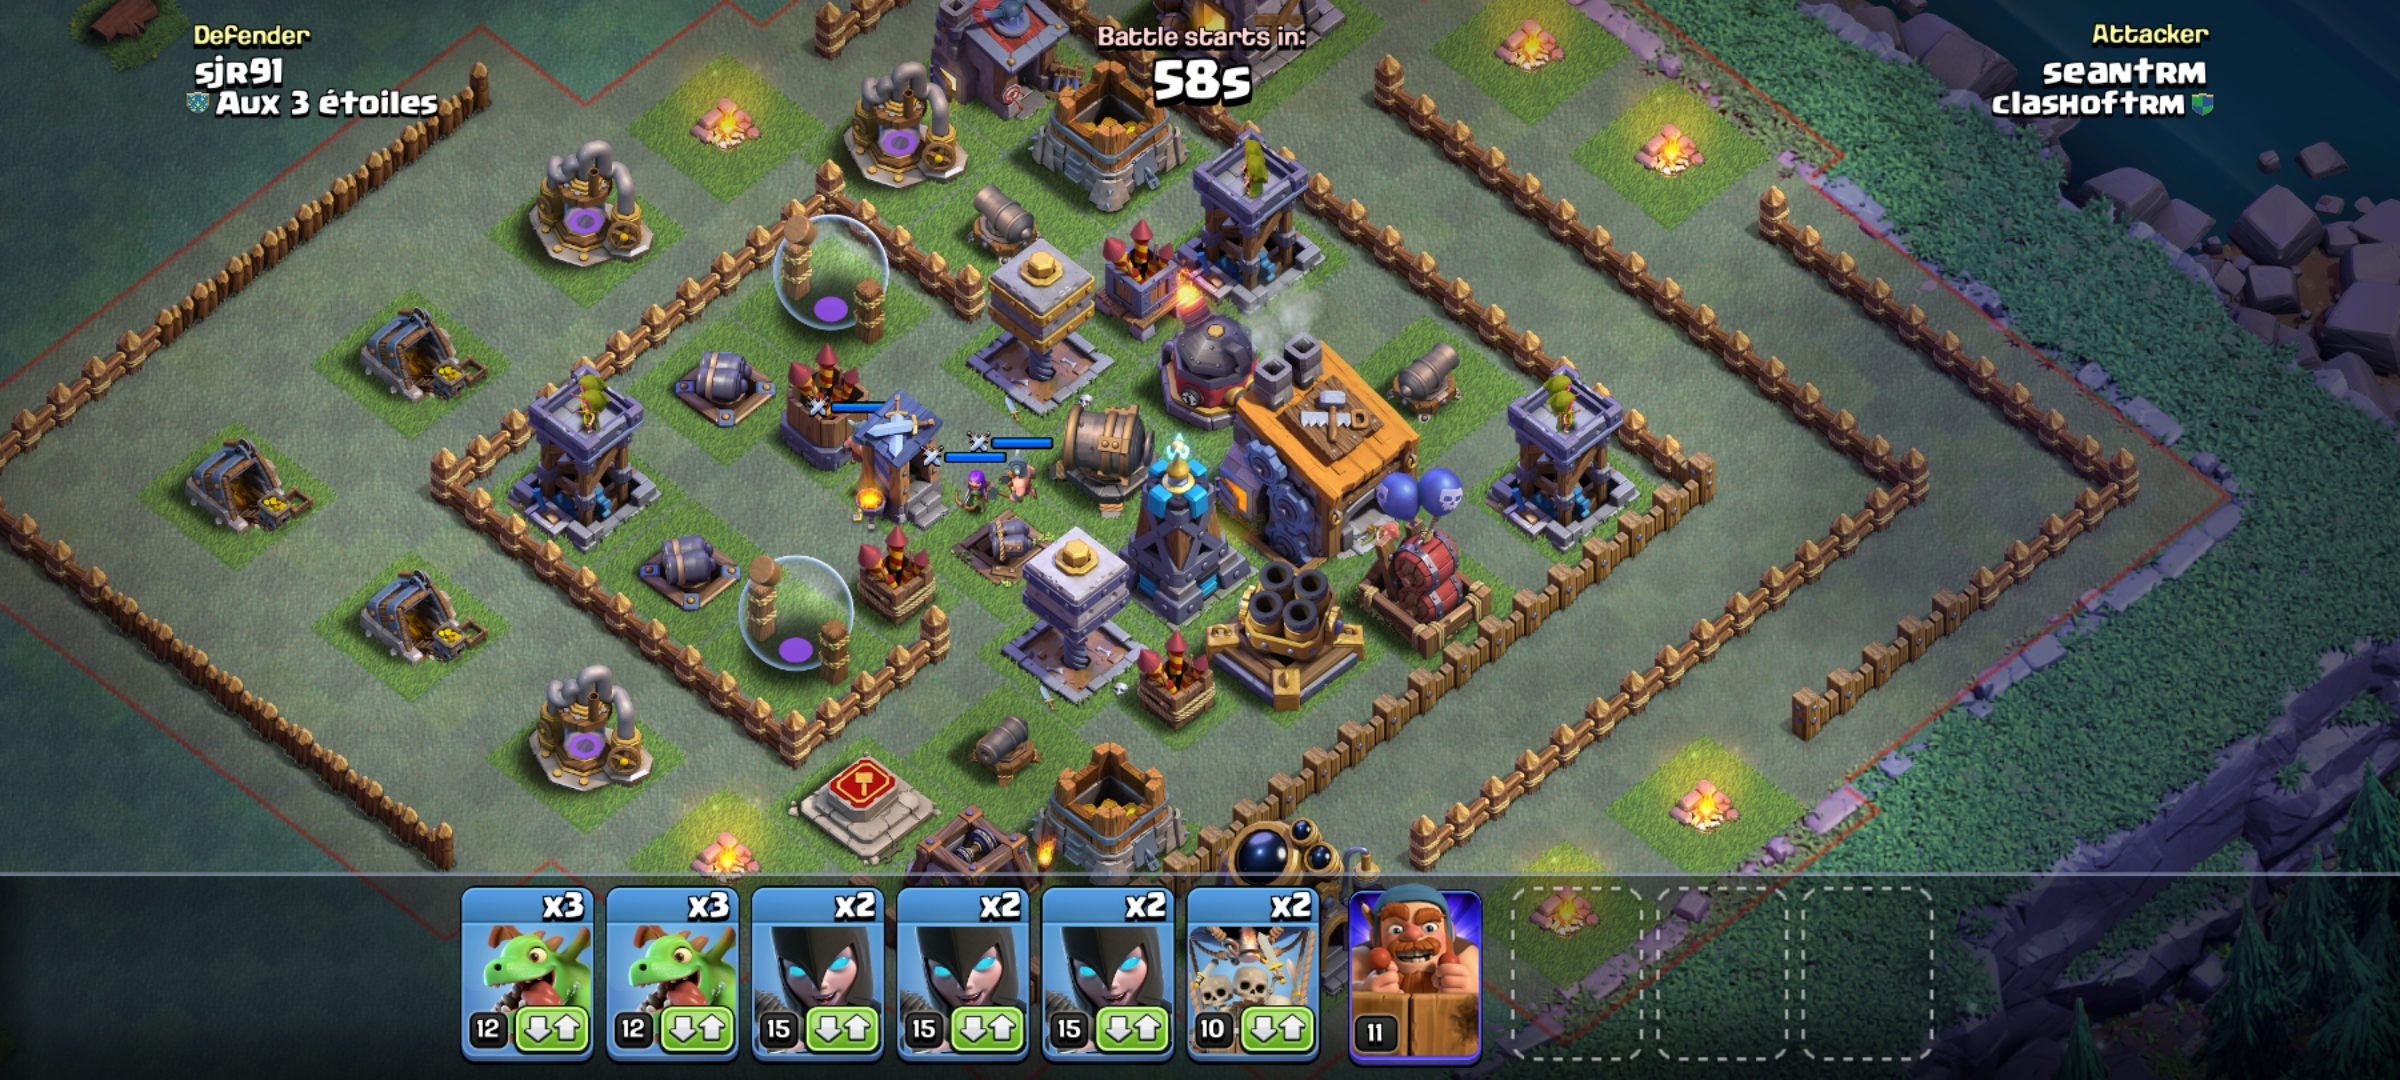 Defender
sjR91
Aux 3 étoiles
Battle starts in:
58s
Attacker
seantRM
clashoftRM
x3
x3
x2
x2
x2
x2
12
12
15
15
15
10
11